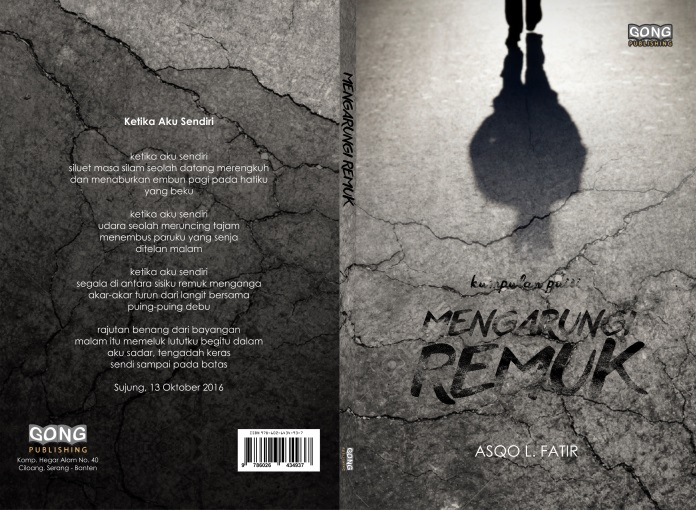 Ketika Aku Sendiri
ketika aku sendiri
siluet masa silam seolah datang merengkuh
dan menaburkan embun pagi pada hatiku
yang beku
ketika aku sendiri
udara seolah meruncing tajam
menembus paruku yang senja
ditelan malam
ketika aku sendiri
segala di antara sisiku remuk menganga
akar-akar turun dari langit bersama
puing-puing debu
rajutan benang dari bayangan
malam itu memeluk lututku begitu dalam
aku sadar, tengadah keras
sendi sampai pada batas
Sujung, 13 Oktober 2016
GONG
PUBLISHING
Komp. Hegar Alam No. 40
Ciloang, Serang - Banten
ISBN 978-602-6434-93-7
9 786026 434937
MENGARUNGI REMUK
GONG
GONG
PUBLISHING
kumpulan puisi
MENGARUNGI
REMUK
ASQO L. FATIR